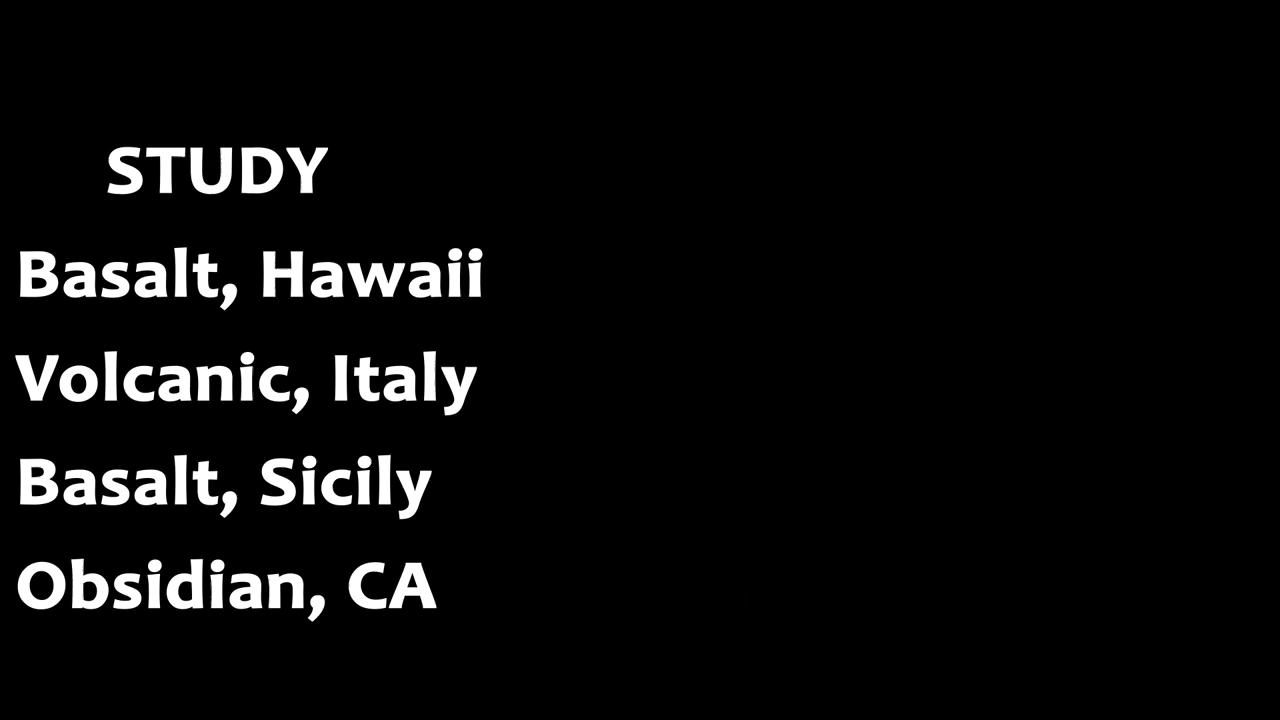 STUDY
Basalt, Hawaii
Volcanic, Italy
Basalt, Sicily
Obsidian, CA